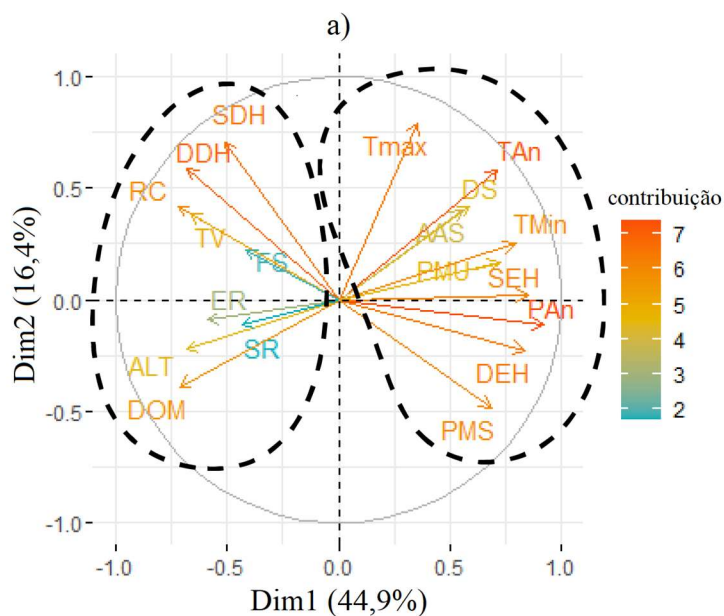 a)
Dim2 (16,4%)
1.0
0.5
0.0
-0.5
-1.0
SDH
DDH
RC
TV
FS
ER
SR
ALT
DOM
Tmax
TAn
DS
AAS
TMin
PMU
SEH
PAn
DEH
PMS
-1.0 -0.5 0.0 0.5 1.0
Dim1 (44,9%)
contribuição
7
6
5
4
3
2